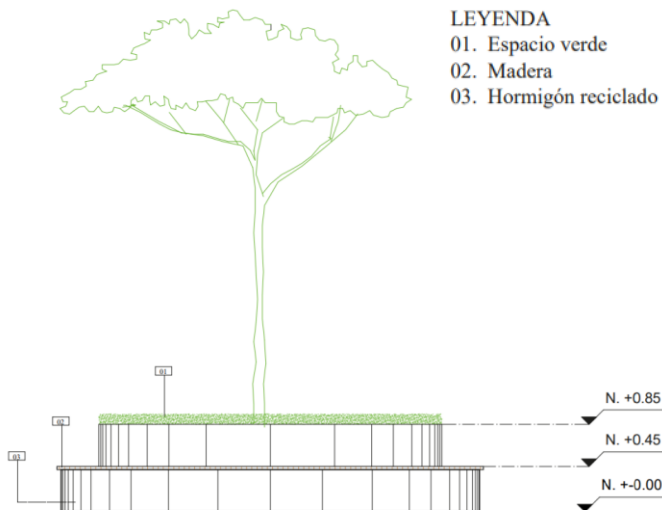 LEYENDA
01. Espacio verde
02. Madera
03. Hormigón reciclado
01
02
03
N. +0.85
N. +0.45
N. +-0.00